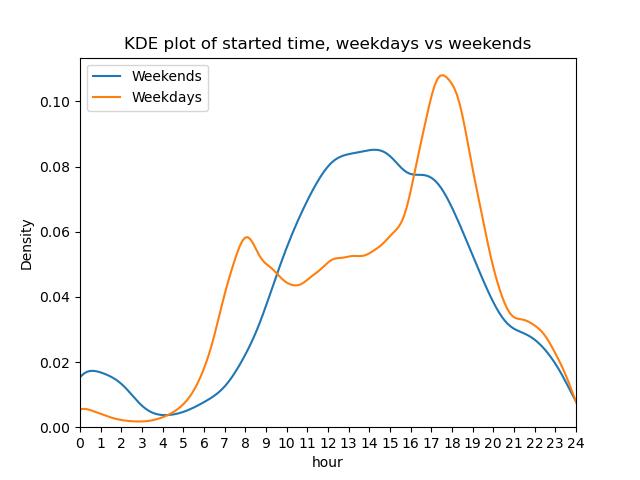 KDE plot of started time, weekdays vs weekends
Weekends
Weekdays
0.10
0.08
0.06
0.04
0.02
0.00
Density
0 1 2 3 4 5 6 7 8 9 10 11 12 13 14 15 16 17 18 19 20 21 22 23 24
hour